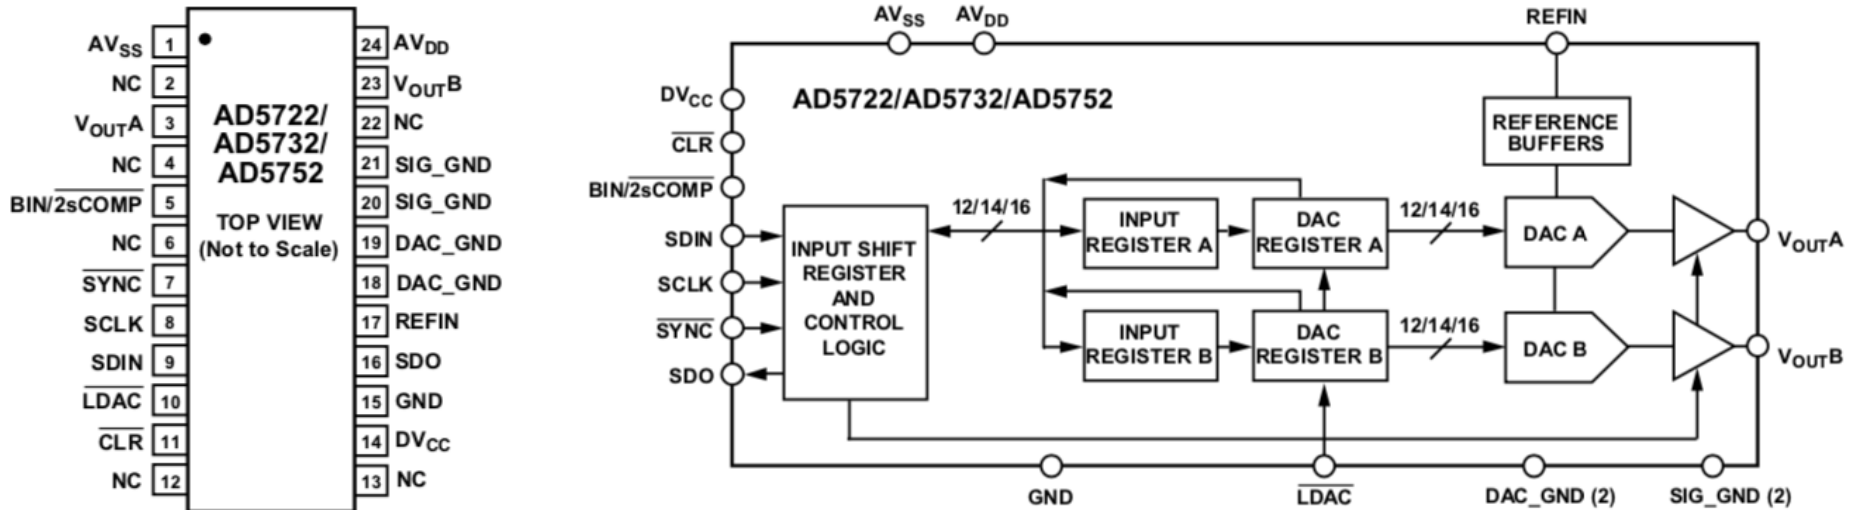 AVSS 1
NC 2
VOUTA 3
NC 4
BIN/2sCOMP 5
NC 6
SYNC 7
SCLK 8
SDIN 9
LDAC 10
CLR 11
NC 12
AD5722/
AD5732/
AD5752
TOP VIEW
(Not to Scale)
24 AVDD
23 VOUTB
22 NC
21 SIG_GND
20 SIG_GND
19 DAC_GND
18 DAC_GND
17 REFIN
16 SDO
15 GND
14 DVCC
13 NC
AVSS AVDD REFIN
DVCC
CLR
BIN/2sCOMP
SDIN
SCLK
SYNC
SDO
AD5722/AD5732/AD5752
REFERENCE
BUFFERS
INPUT SHIFT
REGISTER
AND
CONTROL
LOGIC
12/14/16
INPUT
REGISTER A
DAC
REGISTER A
12/14/16
DAC A
VOUTA
INPUT
REGISTER B
DAC
REGISTER B
12/14/16
DAC B
VOUTB
GND LDAC DAC_GND (2) SIG_GND (2)